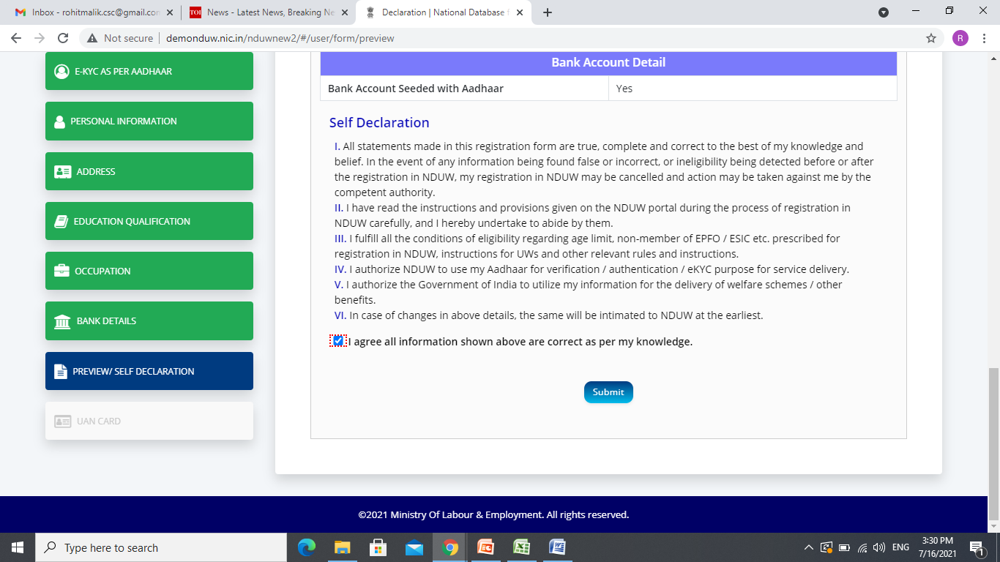 Inbox - rohitmalik.csc@gmail.con
TOI News - Latest News, Breaking Ne
Declaration | National Database f
Not secure | demonduw.nic.in/nduwnew2/#/user/form/preview
R
E-KYC AS PER AADHAAR
PERSONAL INFORMATION
ADDRESS
EDUCATION QUALIFICATION
OCCUPATION
BANK DETAILS
PREVIEW/ SELF DECLARATION
UAN CARD
Bank Account Detail
Bank Account Seeded with Aadhaar Yes
Self Declaration
I. All statements made in this registration form are true, complete and correct to the best of my knowledge and
belief. In the event of any information being found false or incorrect, or ineligibility being detected before or after
the registration in NDUW, my registration in NDUW may be cancelled and action may be taken against me by the
competent authority.
II. I have read the instructions and provisions given on the NDUW portal during the process of registration in
NDUW carefully, and I hereby undertake to abide by them.
III. I fulfill all the conditions of eligibility regarding age limit, non-member of EPFO / ESIC etc. prescribed for
registration in NDUW, instructions for UWs and other relevant rules and instructions.
IV. I authorize NDUW to use my Aadhaar for verification / authentication / eKYC purpose for service delivery.
V. I authorize the Government of India to utilize my information for the delivery of welfare schemes / other
benefits.
VI. In case of changes in above details, the same will be intimated to NDUW at the earliest.
I agree all information shown above are correct as per my knowledge.
Submit
©2021 Ministry Of Labour & Employment. All rights reserved.
Type here to search
ENG
3:30 PM
7/16/2021
1